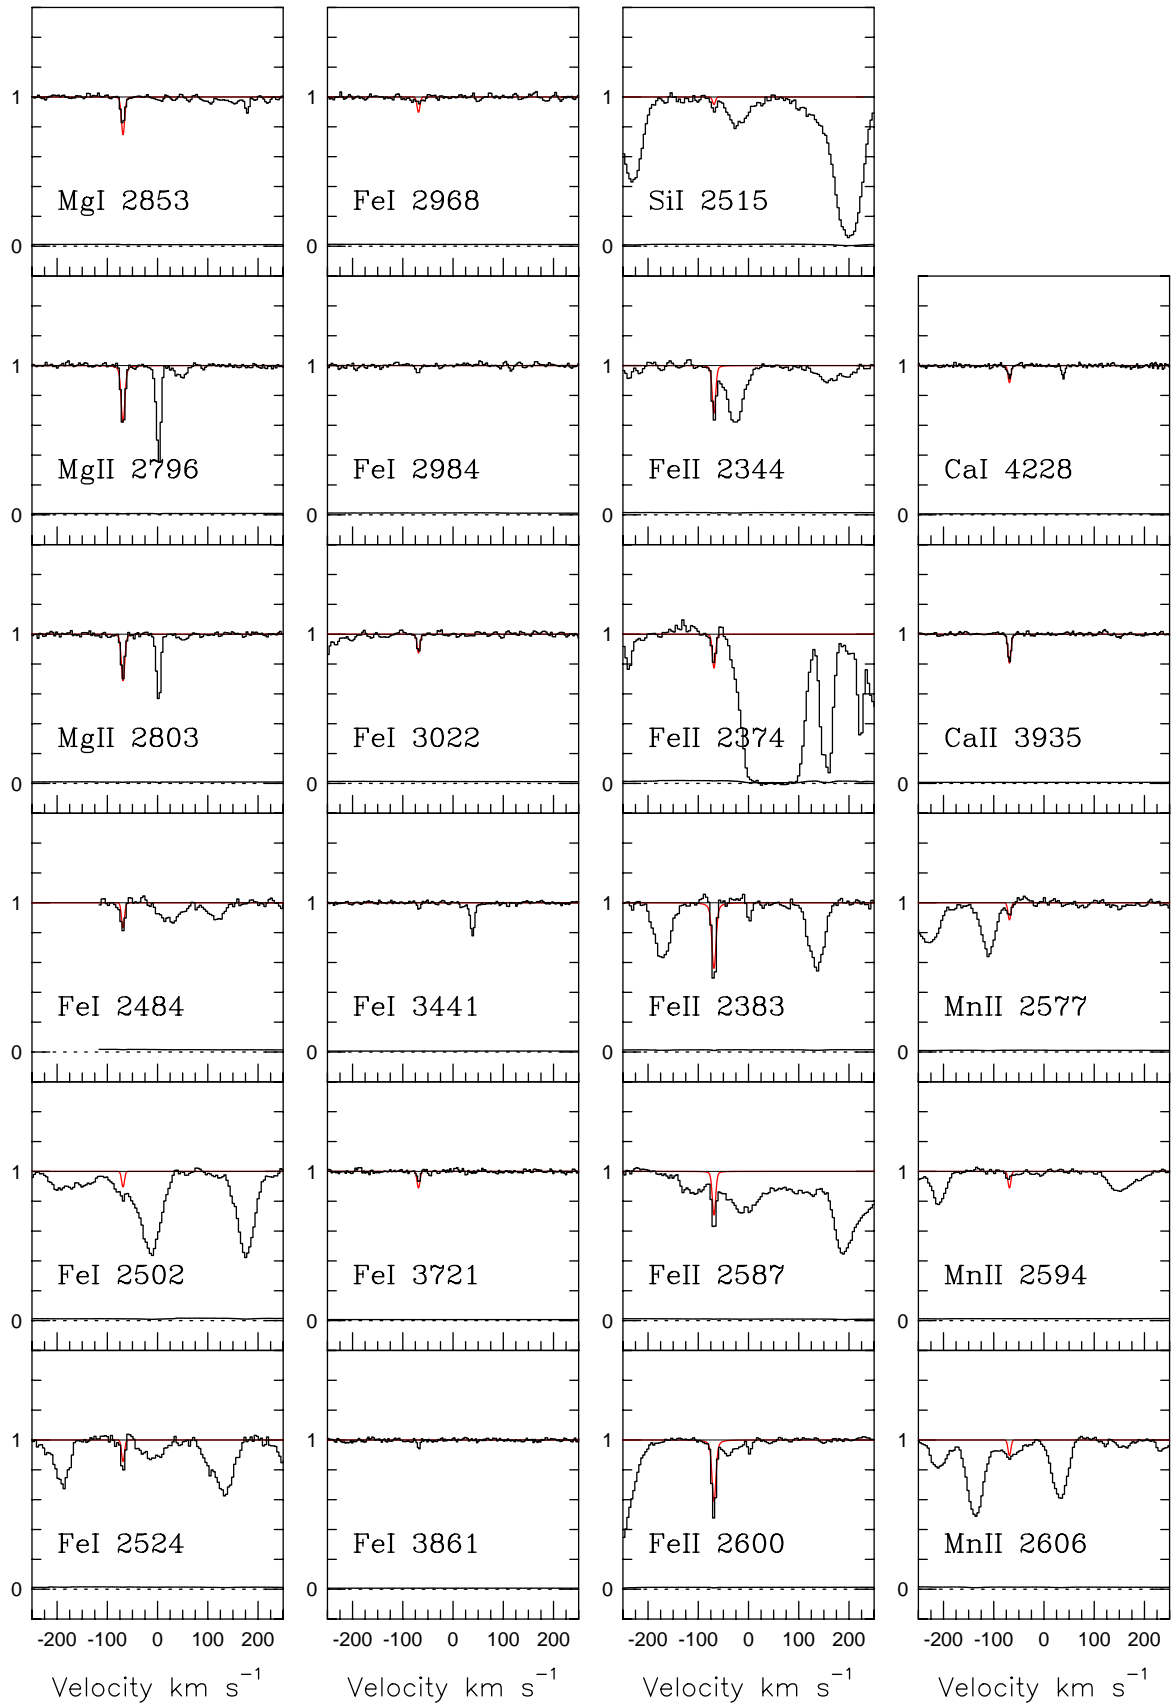 1
0
MgI 2853
1
FeI 2968
0
1
SiI 2515
0
1
MgII 2796
0
1
FeI 2984
0
1
FeII 2344
0
1
CaI 4228
0
1
MgII 2803
0
1
FeI 3022
0
1
FeII 2374
0
1
CaII 3935
0
1
FeI 2484
0
1
FeI 3441
0
1
FeII 2383
0
1
MnII 2577
0
1
FeI 2502
0
1
FeI 3721
0
1
FeII 2587
0
1
MnII 2594
0
1
FeI 2524
0
1
FeI 3861
0
1
FeII 2600
0
1
MnII 2606
0
-200 -100 0 100 200
-200 -100 0 100 200
-200 -100 0 100 200
-200 -100 0 100 200
Velocity km s⁻¹
Velocity km s⁻¹
Velocity km s⁻¹
Velocity km s⁻¹